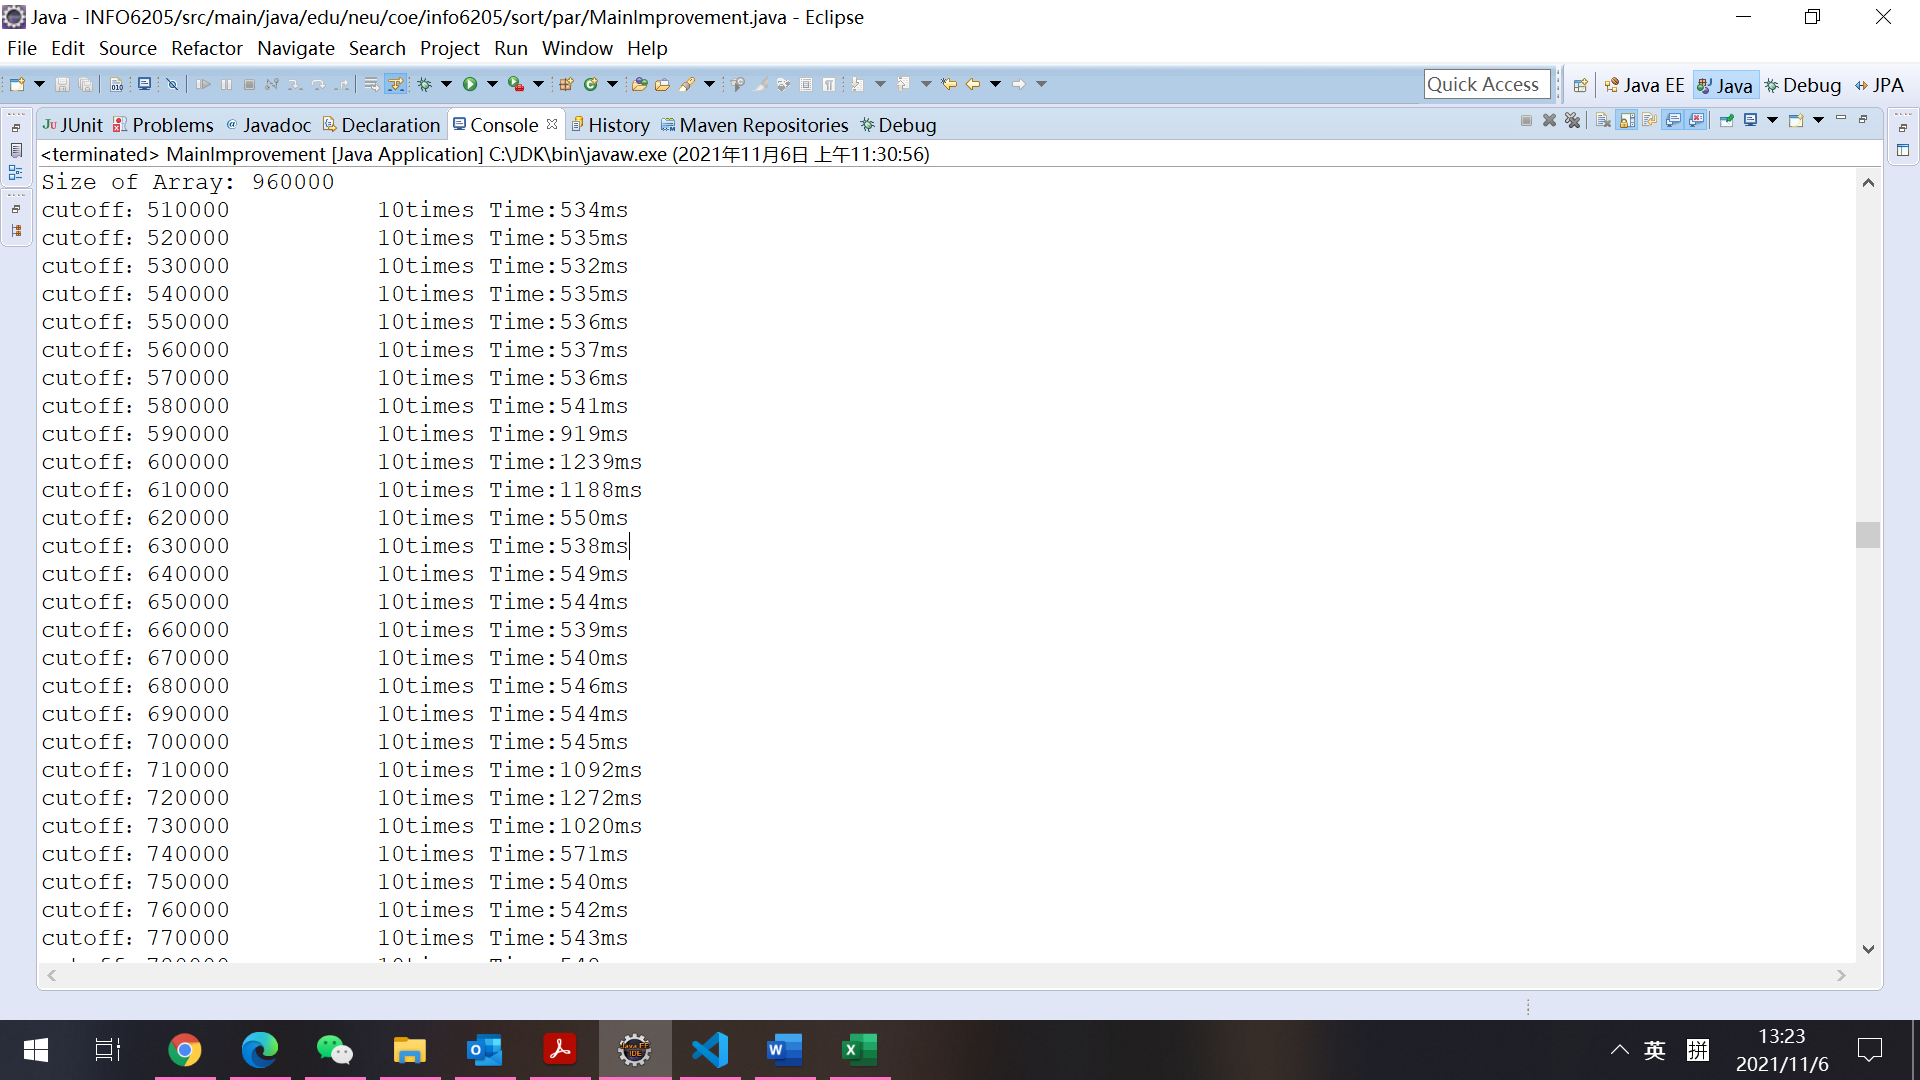 Java - INFO6205/src/main/java/edu/neu/coe/info6205/sort/par/MainImprovement.java - Eclipse
File Edit Source Refactor Navigate Search Project Run Window Help
Quick Access Java EE Java Debug JPA
JUnit Problems Javadoc Declaration Console History Maven Repositories Debug
<terminated> MainImprovement [Java Application] C:\JDK\bin\javaw.exe (2021年11月6日 上午11:30:56)
Size of Array: 960000
cutoff: 510000 10times Time:534ms
cutoff: 520000 10times Time:535ms
cutoff: 530000 10times Time:532ms
cutoff: 540000 10times Time:535ms
cutoff: 550000 10times Time:536ms
cutoff: 560000 10times Time:537ms
cutoff: 570000 10times Time:536ms
cutoff: 580000 10times Time:541ms
cutoff: 590000 10times Time:919ms
cutoff: 600000 10times Time:1239ms
cutoff: 610000 10times Time:1188ms
cutoff: 620000 10times Time:550ms
cutoff: 630000 10times Time:538ms
cutoff: 640000 10times Time:549ms
cutoff: 650000 10times Time:544ms
cutoff: 660000 10times Time:539ms
cutoff: 670000 10times Time:540ms
cutoff: 680000 10times Time:546ms
cutoff: 690000 10times Time:544ms
cutoff: 700000 10times Time:545ms
cutoff: 710000 10times Time:1092ms
cutoff: 720000 10times Time:1272ms
cutoff: 730000 10times Time:1020ms
cutoff: 740000 10times Time:571ms
cutoff: 750000 10times Time:540ms
cutoff: 760000 10times Time:542ms
cutoff: 770000 10times Time:543ms
英 拼 13:23
2021/11/6